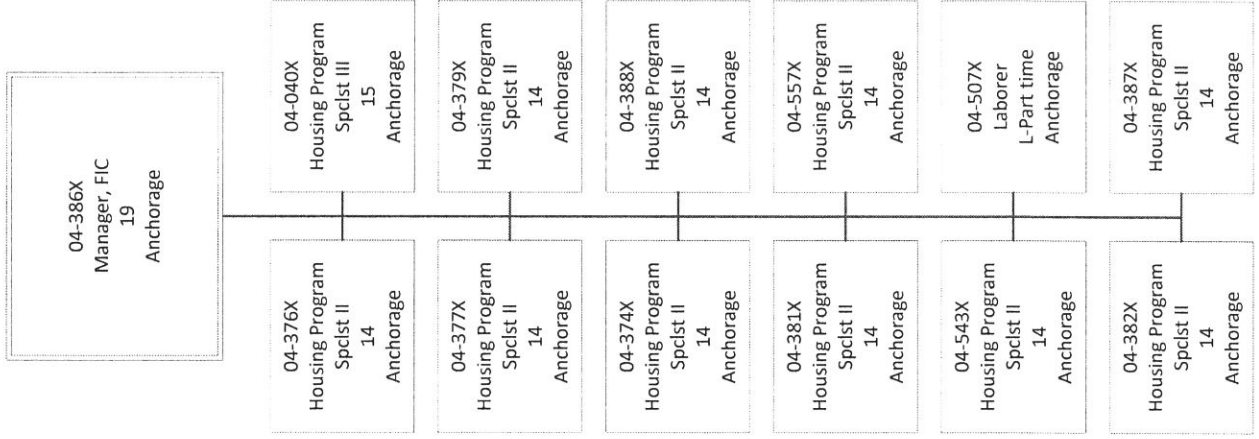 04-386X
Manager, FIC
19
Anchorage
04-376X
Housing Program
Spclst II
14
Anchorage
04-040X
Housing Program
Spclst III
15
Anchorage
04-377X
Housing Program
Spclst II
14
Anchorage
04-379X
Housing Program
Spclst II
14
Anchorage
04-374X
Housing Program
Spclst II
14
Anchorage
04-388X
Housing Program
Spclst II
14
Anchorage
04-381X
Housing Program
Spclst II
14
Anchorage
04-557X
Housing Program
Spclst II
14
Anchorage
04-543X
Housing Program
Spclst II
14
Anchorage
04-507X
Laborer
L-Part time
Anchorage
04-382X
Housing Program
Spclst II
14
Anchorage
04-387X
Housing Program
Spclst II
14
Anchorage